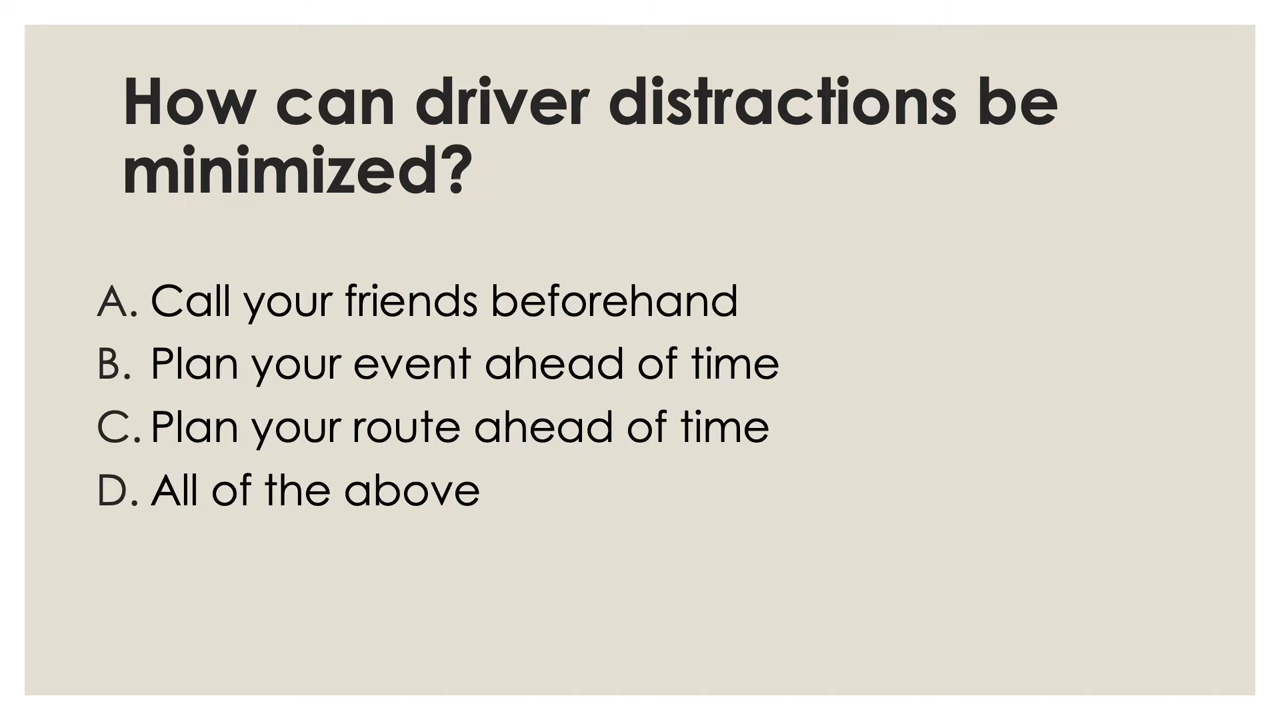 How can driver distractions be
minimized?
A. Call your friends beforehand
B. Plan your event ahead of time
C. Plan your route ahead of time
D. All of the above